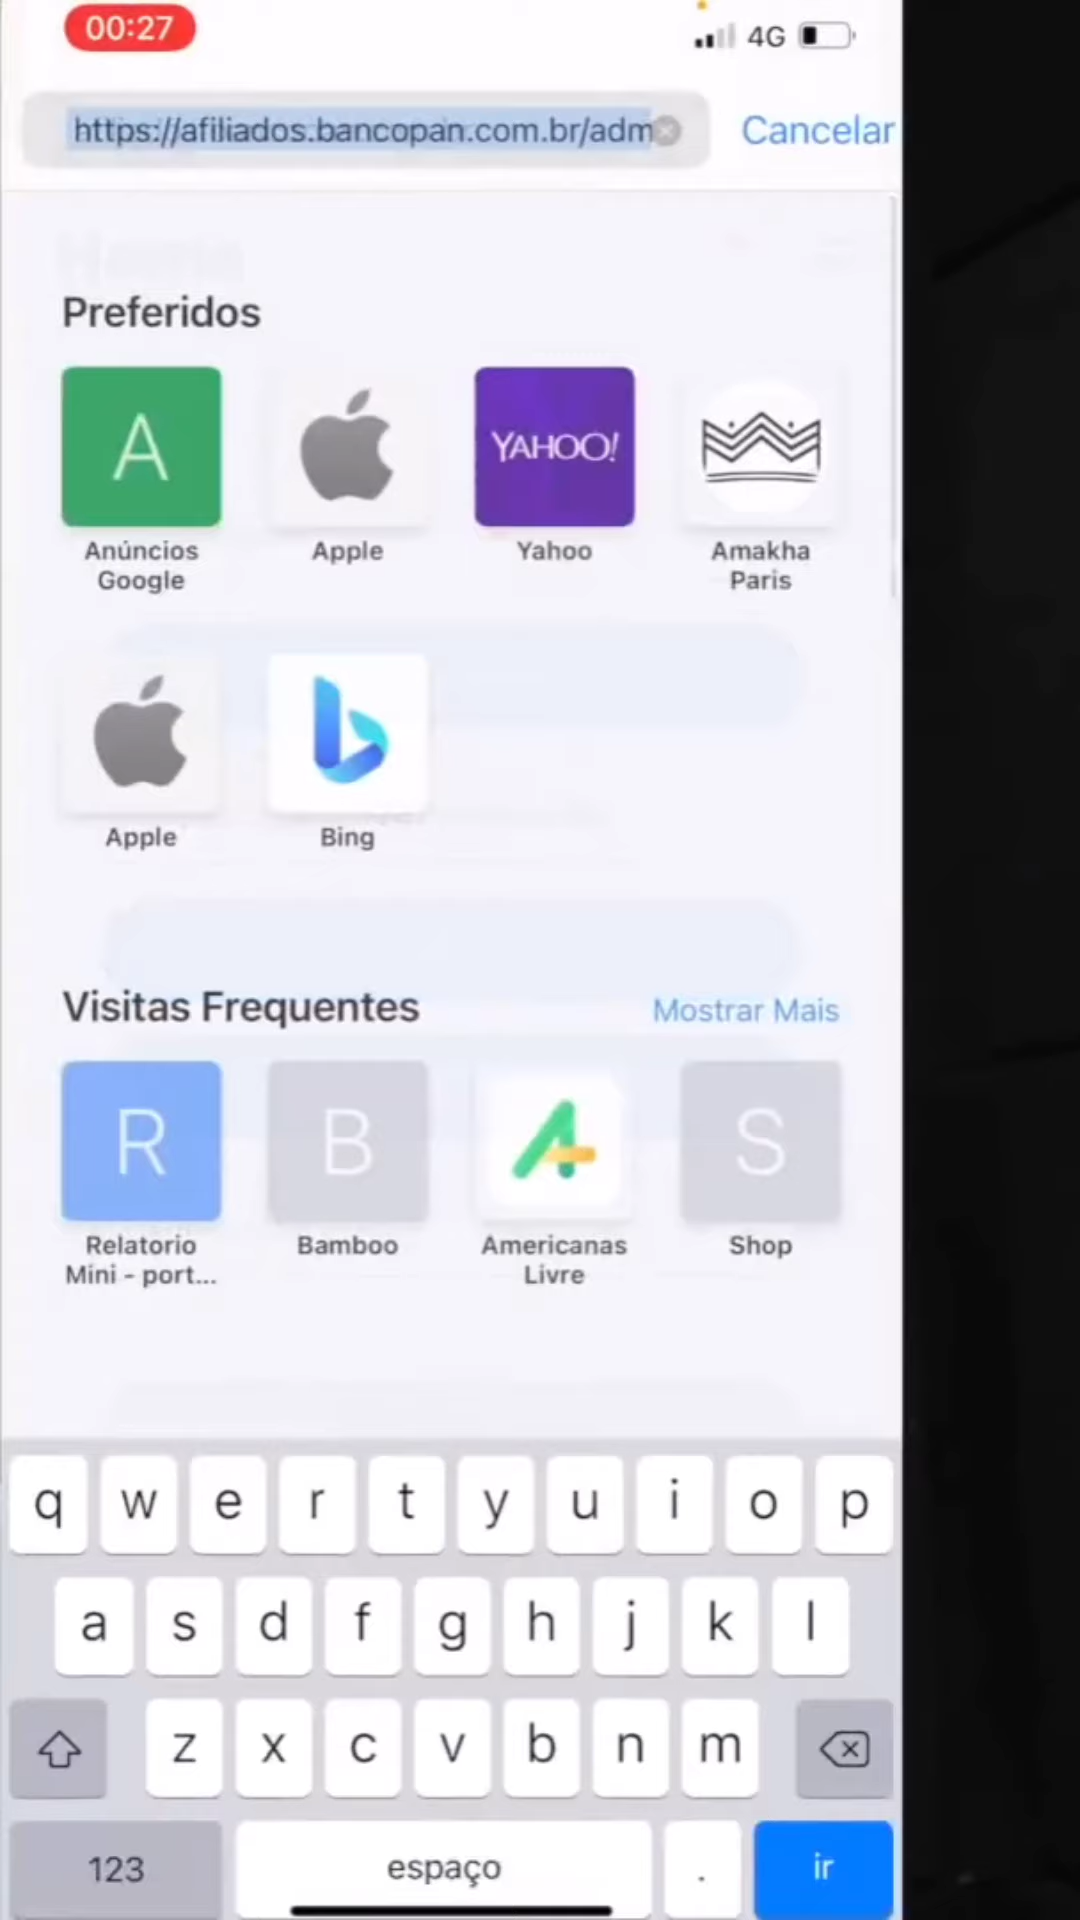 00:27
4G
https://afiliados.bancopan.com.br/adm
Cancelar
Preferidos
A
YAHOO!
Anúncios
Google
Apple
Yahoo
Amakha
Paris
Apple
Bing
Visitas Frequentes
Mostrar Mais
R
B
S
Relatorio
Mini - port...
Bamboo
Americanas
Livre
Shop
q w e r t y u i o p
a s d f g h j k l
z x c v b n m
123
espaço
.
ir